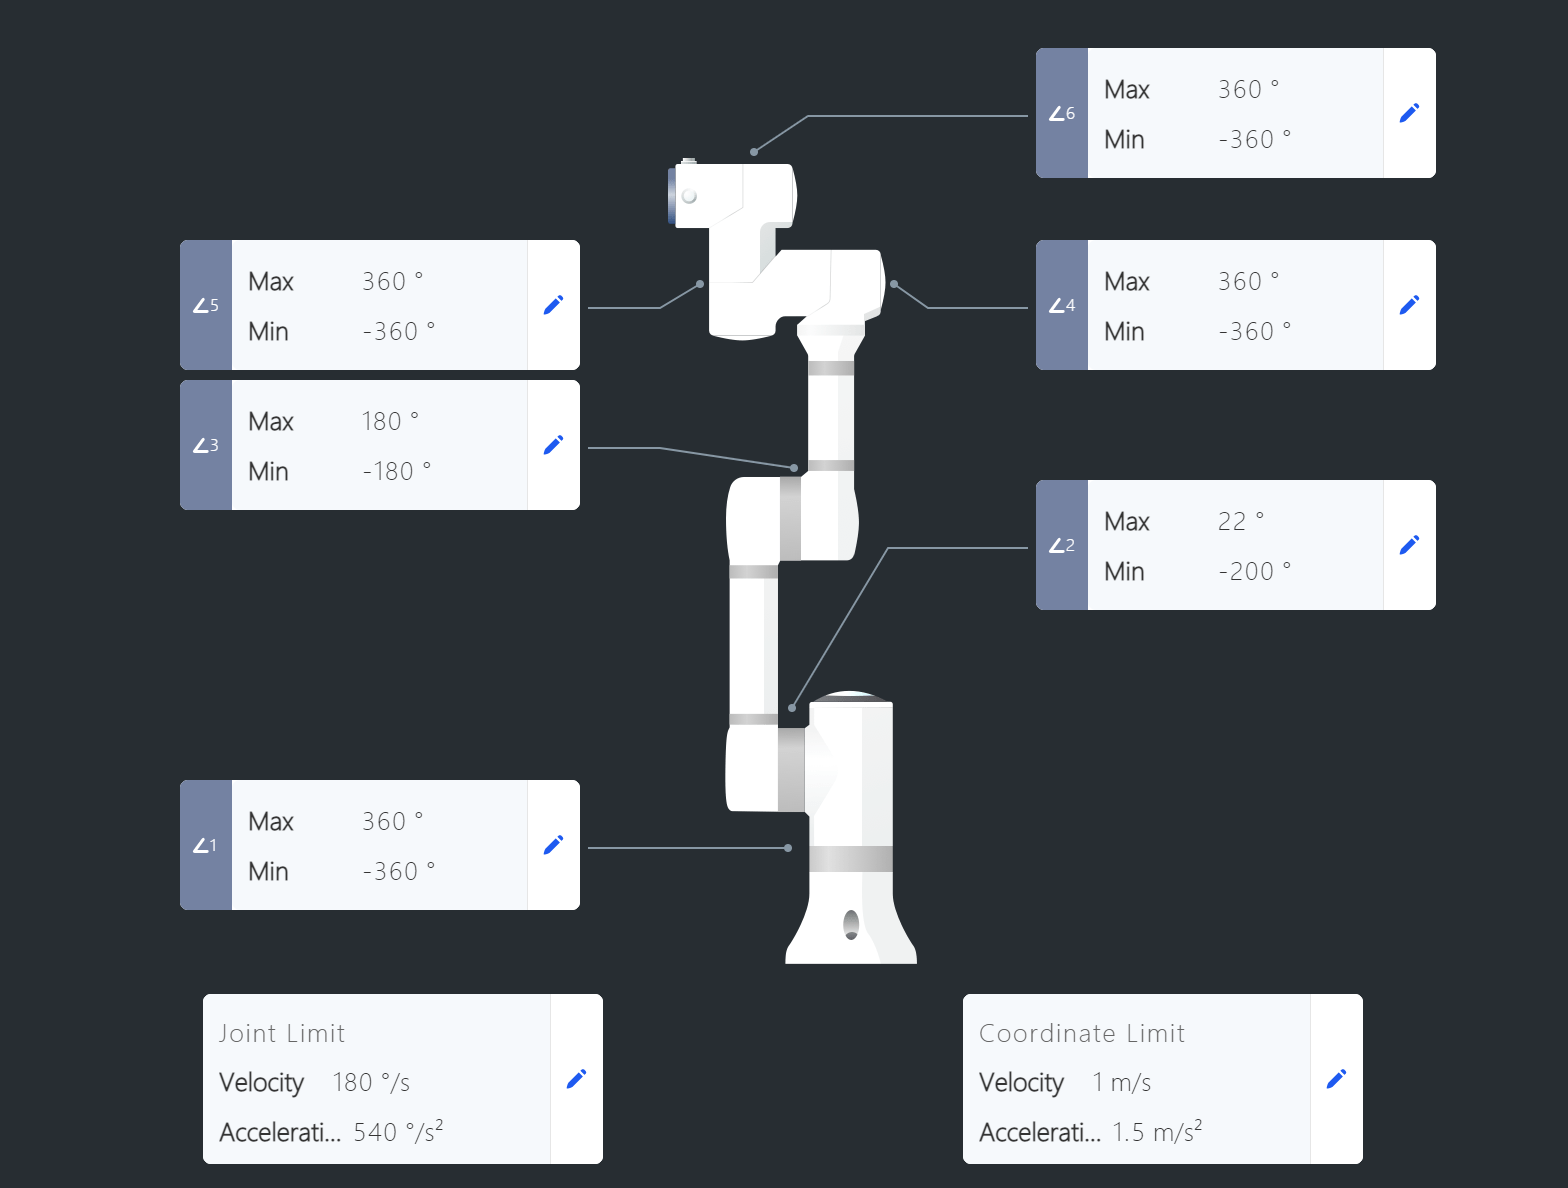 ∠6
Max 360 °
Min -360 °
∠5
Max 360 °
Min -360 °
∠4
Max 360 °
Min -360 °
∠3
Max 180 °
Min -180 °
∠2
Max 22 °
Min -200 °
∠1
Max 360 °
Min -360 °
Joint Limit
Velocity 180 °/s
Accelerati... 540 °/s²
Coordinate Limit
Velocity 1 m/s
Accelerati... 1.5 m/s²